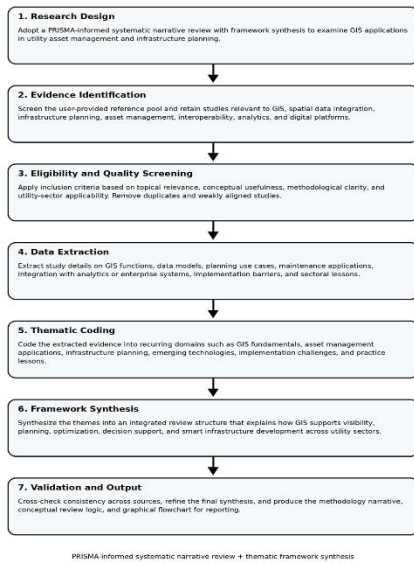 1. Research Design
Adopt a PRISMA-informed systematic narrative review with framework synthesis to examine GIS applications
in utility asset management and infrastructure planning.
2. Evidence Identification
Screen the user-provided reference pool and retain studies relevant to GIS, spatial data integration,
infrastructure planning, asset management, interoperability, analytics, and digital platforms.
3. Eligibility and Quality Screening
Apply inclusion criteria based on topical relevance, conceptual usefulness, methodological clarity, and
utility-sector applicability. Remove duplicates and weakly aligned studies.
4. Data Extraction
Extract study details on GIS functions, data models, planning use cases, maintenance applications,
integration with analytics or enterprise systems, implementation barriers, and sectoral lessons.
5. Thematic Coding
Code the extracted evidence into recurring domains such as GIS fundamentals, asset management
applications, infrastructure planning, emerging technologies, implementation challenges, and practice
lessons.
6. Framework Synthesis
Synthesize the themes into an integrated review structure that explains how GIS supports visibility,
planning, optimization, decision support, and smart infrastructure development across utility sectors.
7. Validation and Output
Cross-check consistency across sources, refine the final synthesis, and produce the methodology narrative,
conceptual review logic, and graphical flowchart for reporting.
PRISMA-informed systematic narrative review + thematic framework synthesis